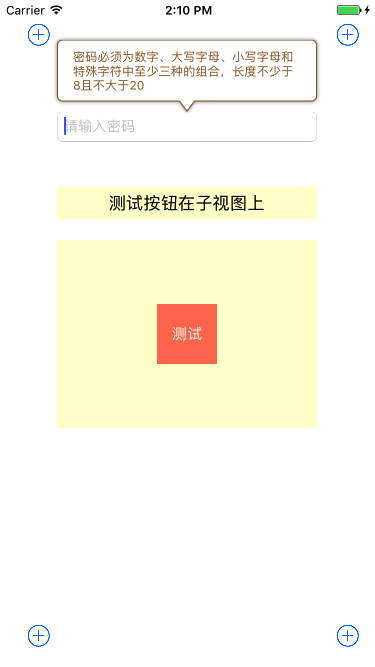 Carrier 2:10 PM
密码必须为数字、大写字母、小写字母和
特殊字符中至少三种的组合，长度不少于
8且不大于20
请输入密码
测试按钮在子视图上
测试